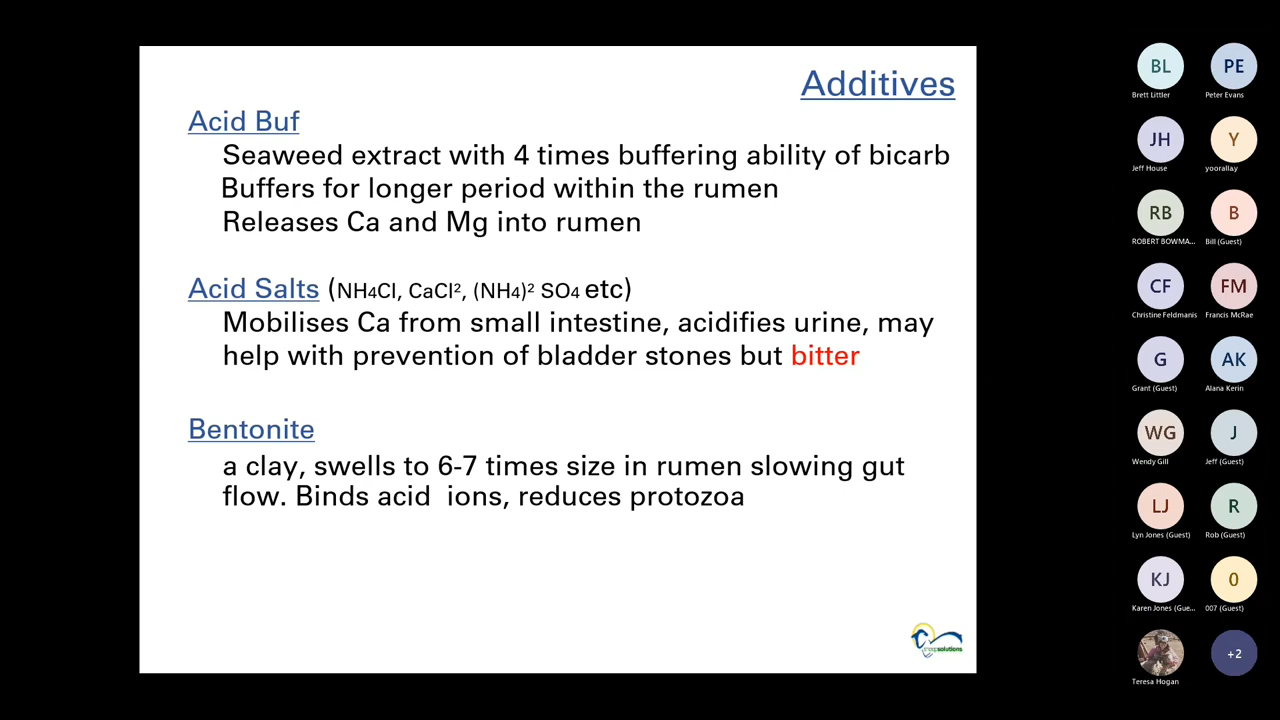 Additives
Acid Buf
Seaweed extract with 4 times buffering ability of bicarb
Buffers for longer period within the rumen
Releases Ca and Mg into rumen
Acid Salts (NH4Cl, CaCl², (NH4)² SO4 etc)
Mobilises Ca from small intestine, acidifies urine, may
help with prevention of bladder stones but bitter
Bentonite
a clay, swells to 6-7 times size in rumen slowing gut
flow. Binds acid ions, reduces protozoa
BL
Brett Littler
PE
Peter Evans
JH
Jeff House
Y
yoorallay
RB
ROBERT BOWMA...
B
Bill (Guest)
CF
Christine Feldmanis
FM
Francis McRae
G
Grant (Guest)
AK
Alana Kerin
WG
Wendy Gill
J
Jeff (Guest)
LJ
Lyn Jones (Guest)
R
Rob (Guest)
KJ
Karen Jones (Gue...
0
007 (Guest)
Teresa Hogan
+2